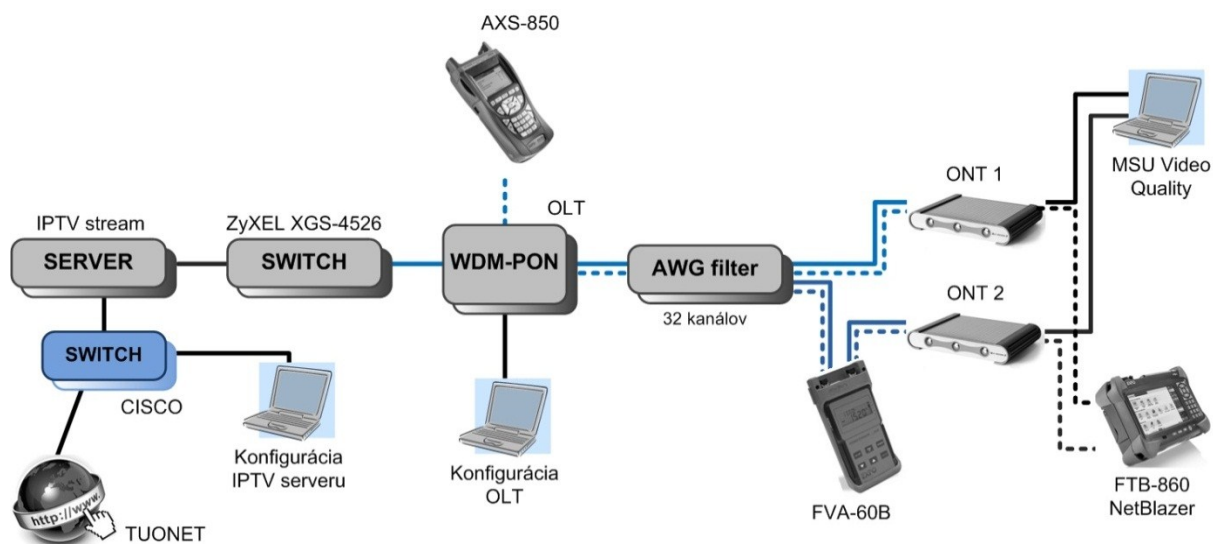 AXS-850
ONT 1
MSU Video
Quality
IPTV stream
ZyXEL XGS-4526
OLT
SERVER
SWITCH
WDM-PON
AWG filter
32 kanálov
ONT 2
SWITCH
CISCO
Konfigurácia
IPTV serveru
Konfigurácia
OLT
FVA-60B
FTB-860
NetBlazer
http://www.
TUONET